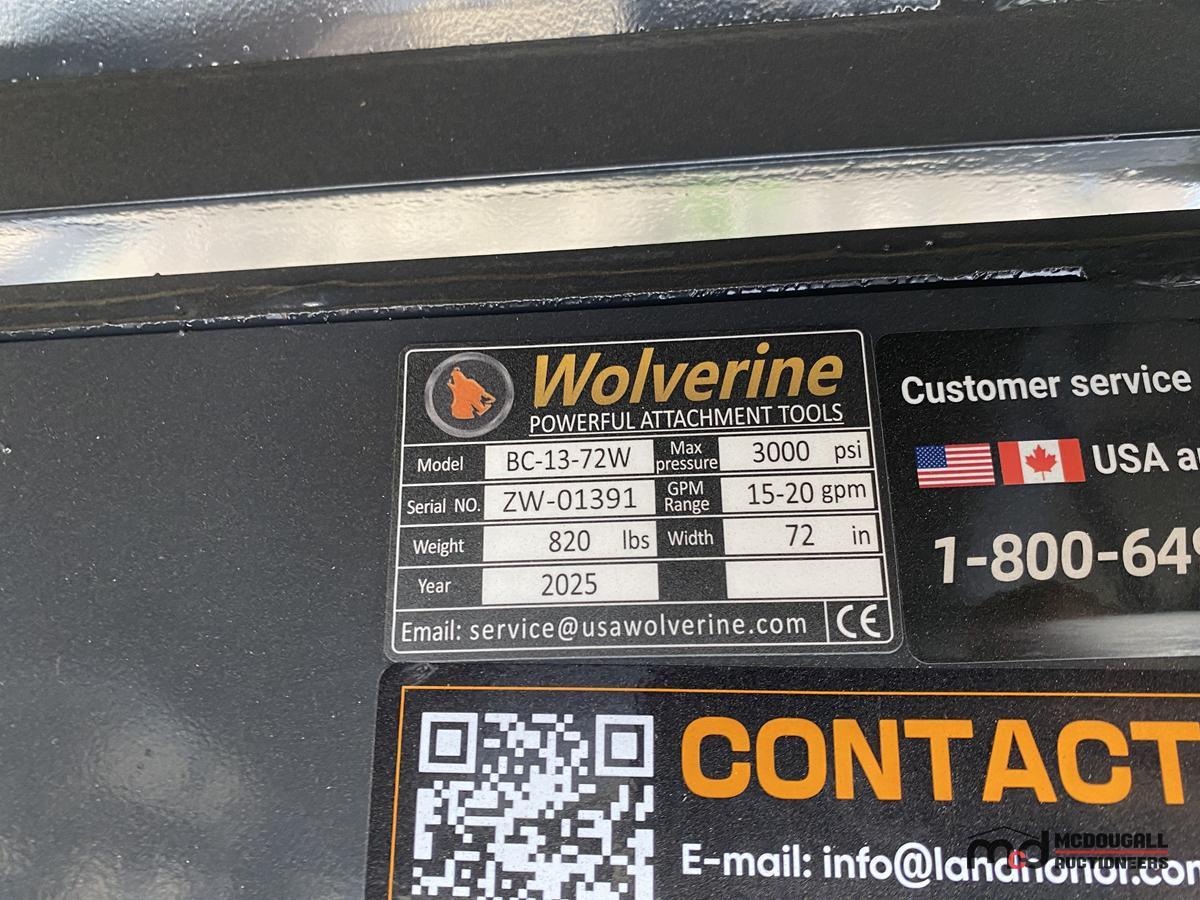 Wolverine
POWERFUL ATTACHMENT TOOLS
Model BC-13-72W Max pressure 3000 psi
Serial NO. ZW-01391 GPM Range 15-20 gpm
Weight 820 lbs Width 72 in
Year 2025
Email: service@usawolverine.com CE
Customer service
USA
1-800-64
CONTACT
E-mail: info@landhonor.com
mcd MCDOUGALL
AUCTIONEERS